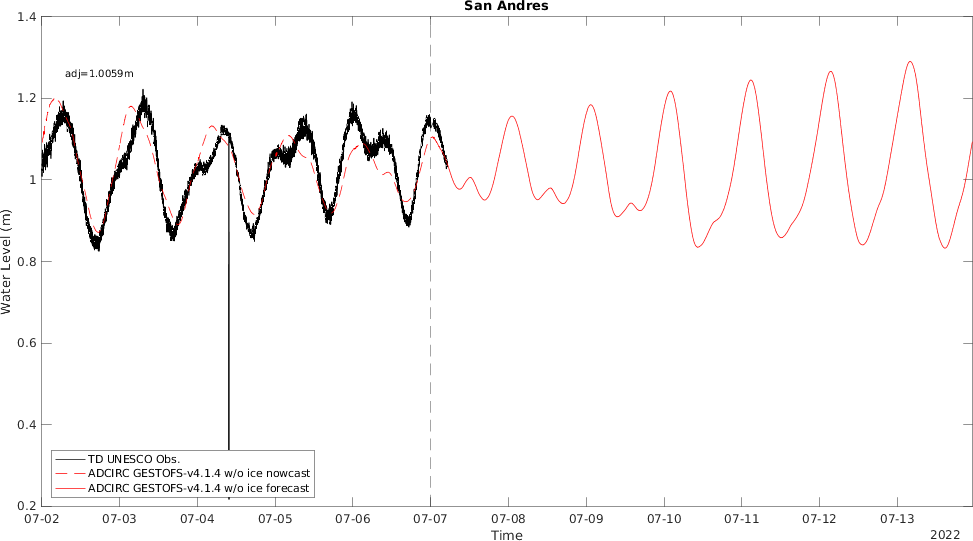 San Andres
1.4
1.2
1
0.8
0.6
0.4
0.2
Water Level (m)
adj=1.0059m
TD UNESCO Obs.
ADCIRC GESTOFS-v4.1.4 w/o ice nowcast
ADCIRC GESTOFS-v4.1.4 w/o ice forecast
07-02 07-03 07-04 07-05 07-06 07-07 07-08 07-09 07-10 07-11 07-12 07-13
Time
2022